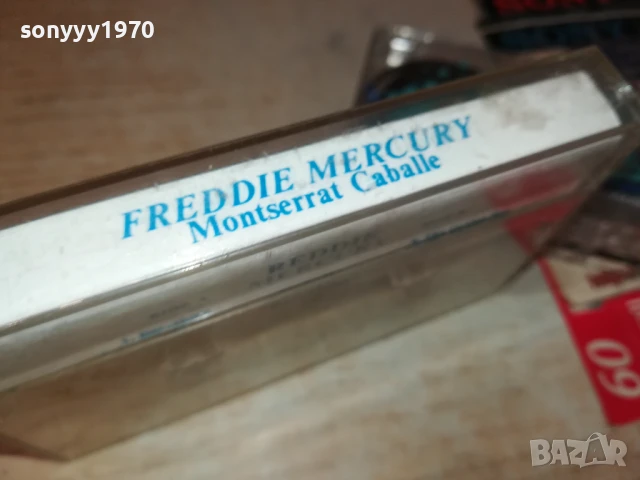 sonyyy1970
FREDDIE MERCURY
Montserrat Caballe
60
BAZAR